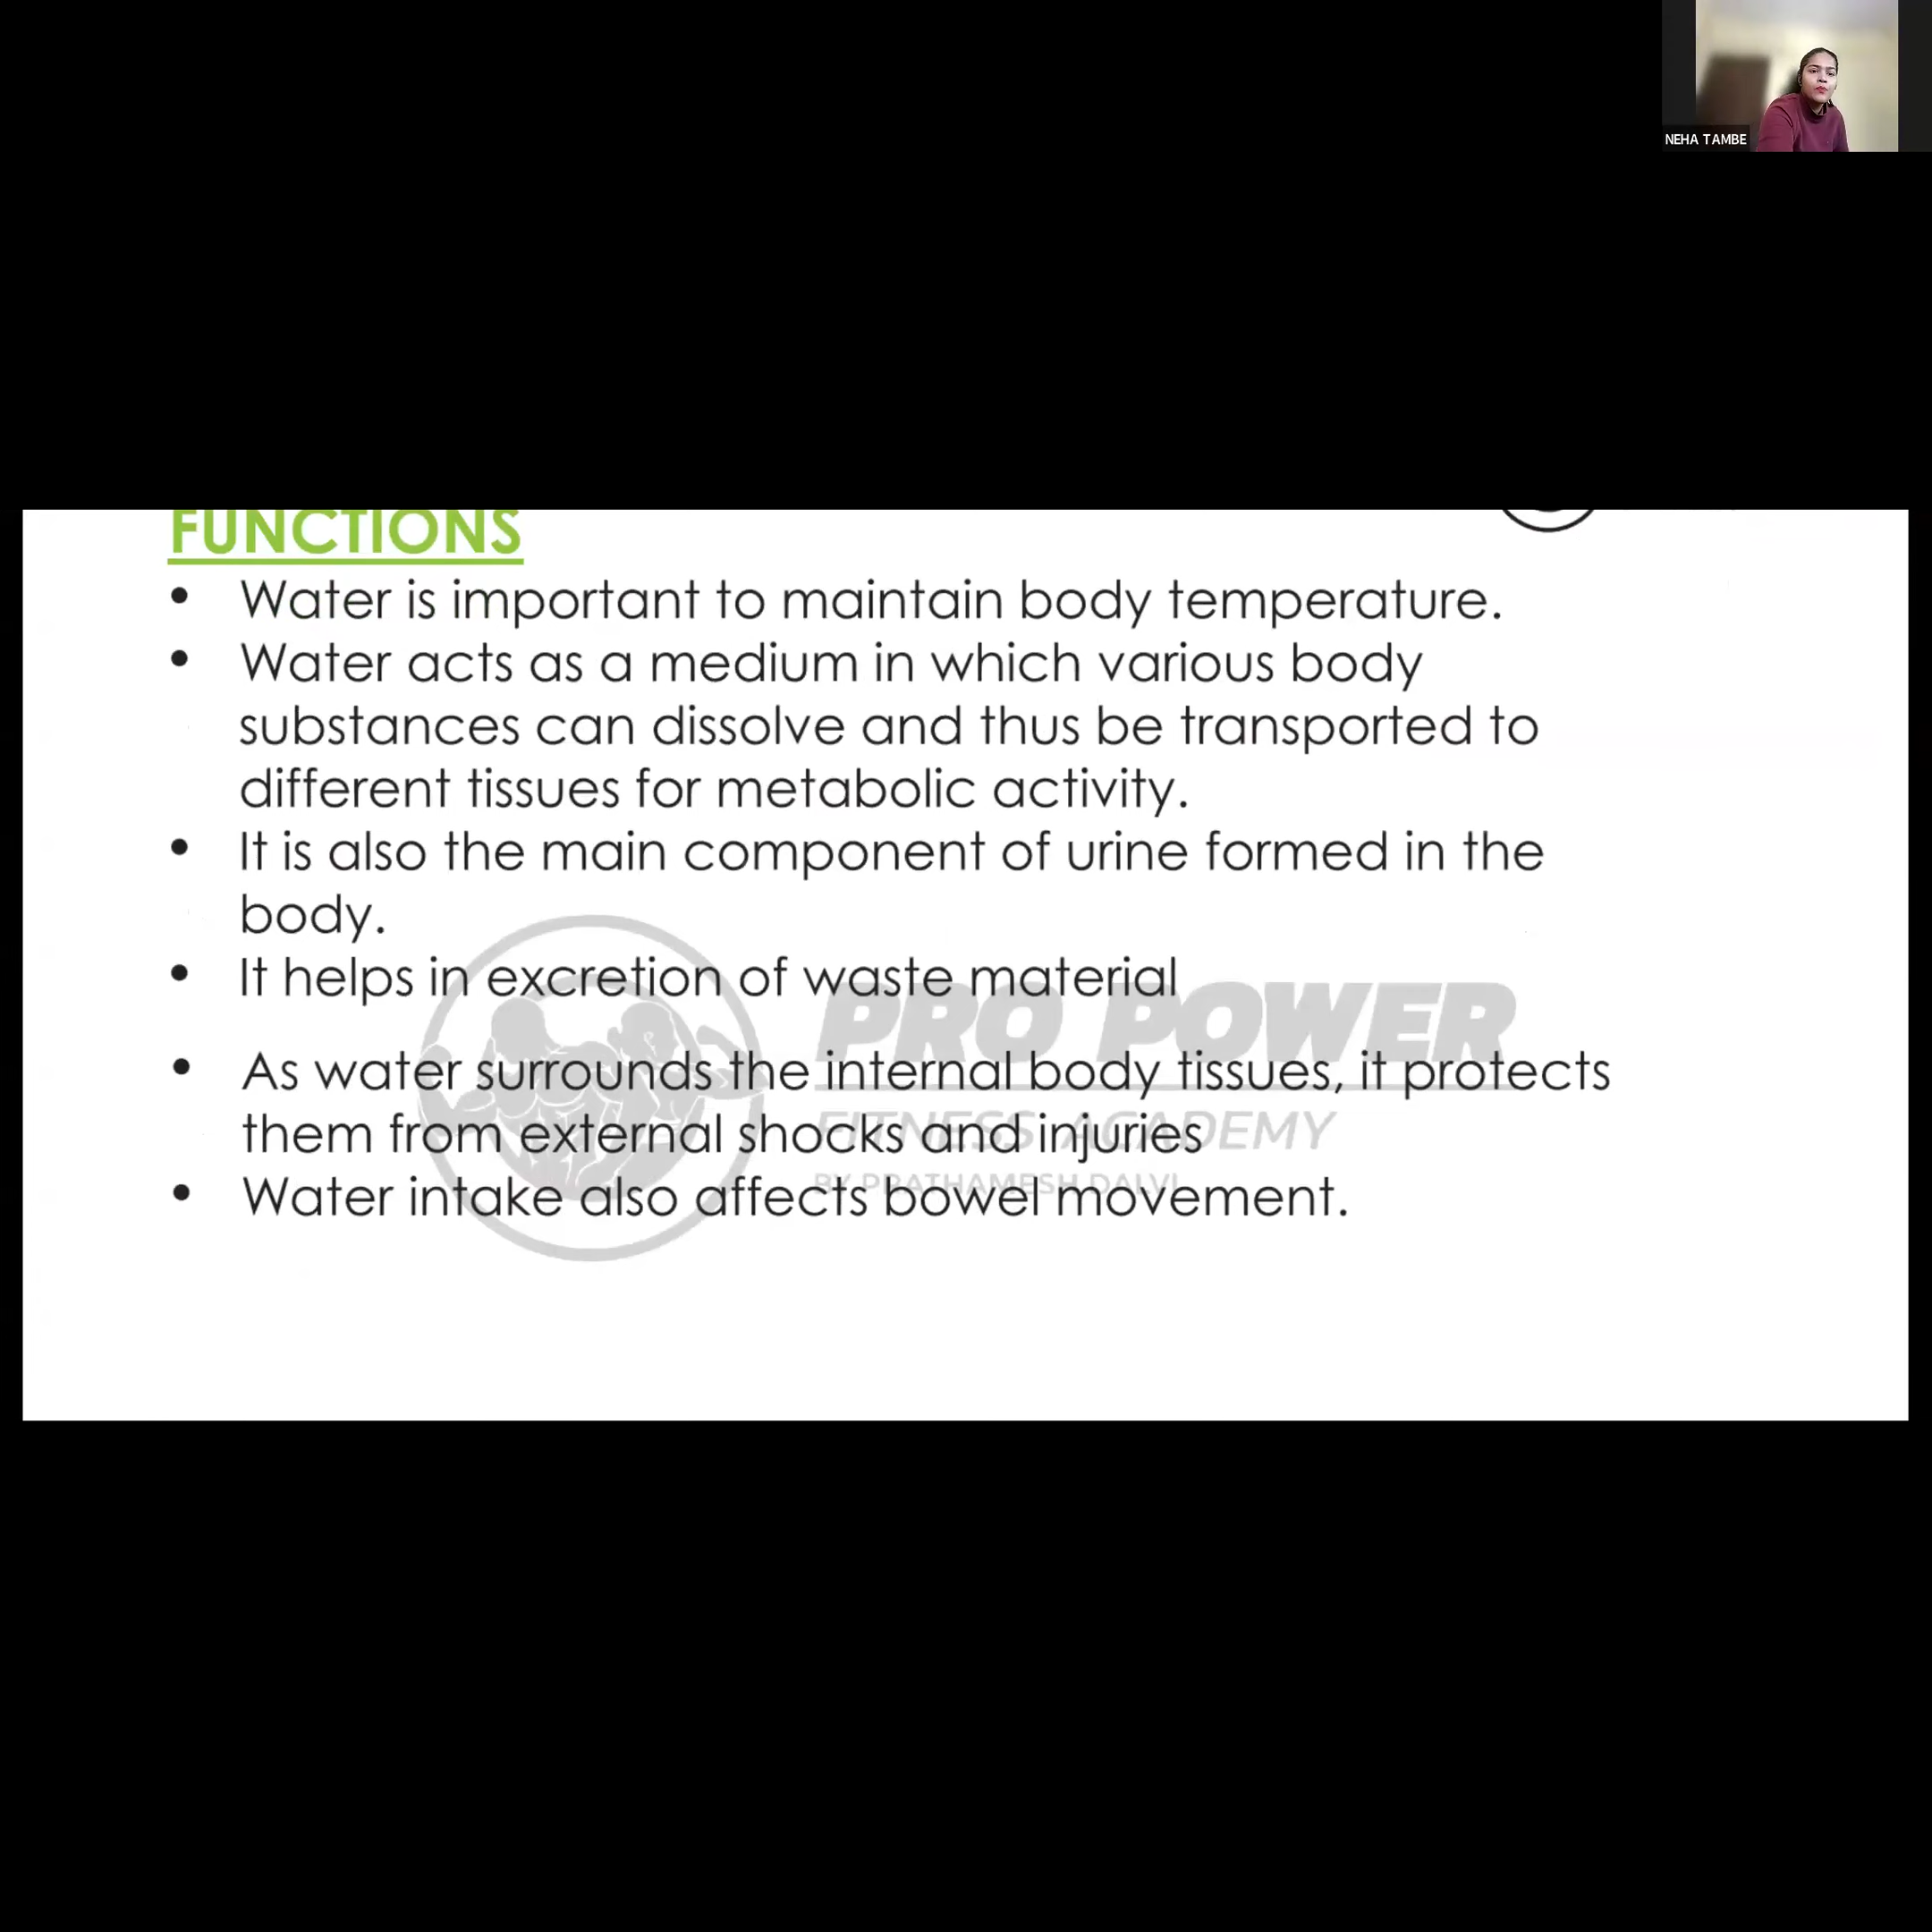 NEHA TAMBE
FUNCTIONS
• Water is important to maintain body temperature.
• Water acts as a medium in which various body
substances can dissolve and thus be transported to
different tissues for metabolic activity.
• It is also the main component of urine formed in the
body.
• It helps in excretion of waste material
PRO POWER
• As water surrounds the internal body tissues, it protects
FITNESS ACADEMY
them from external shocks and injuries
BY PRATHAMESH DALVI
• Water intake also affects bowel movement.